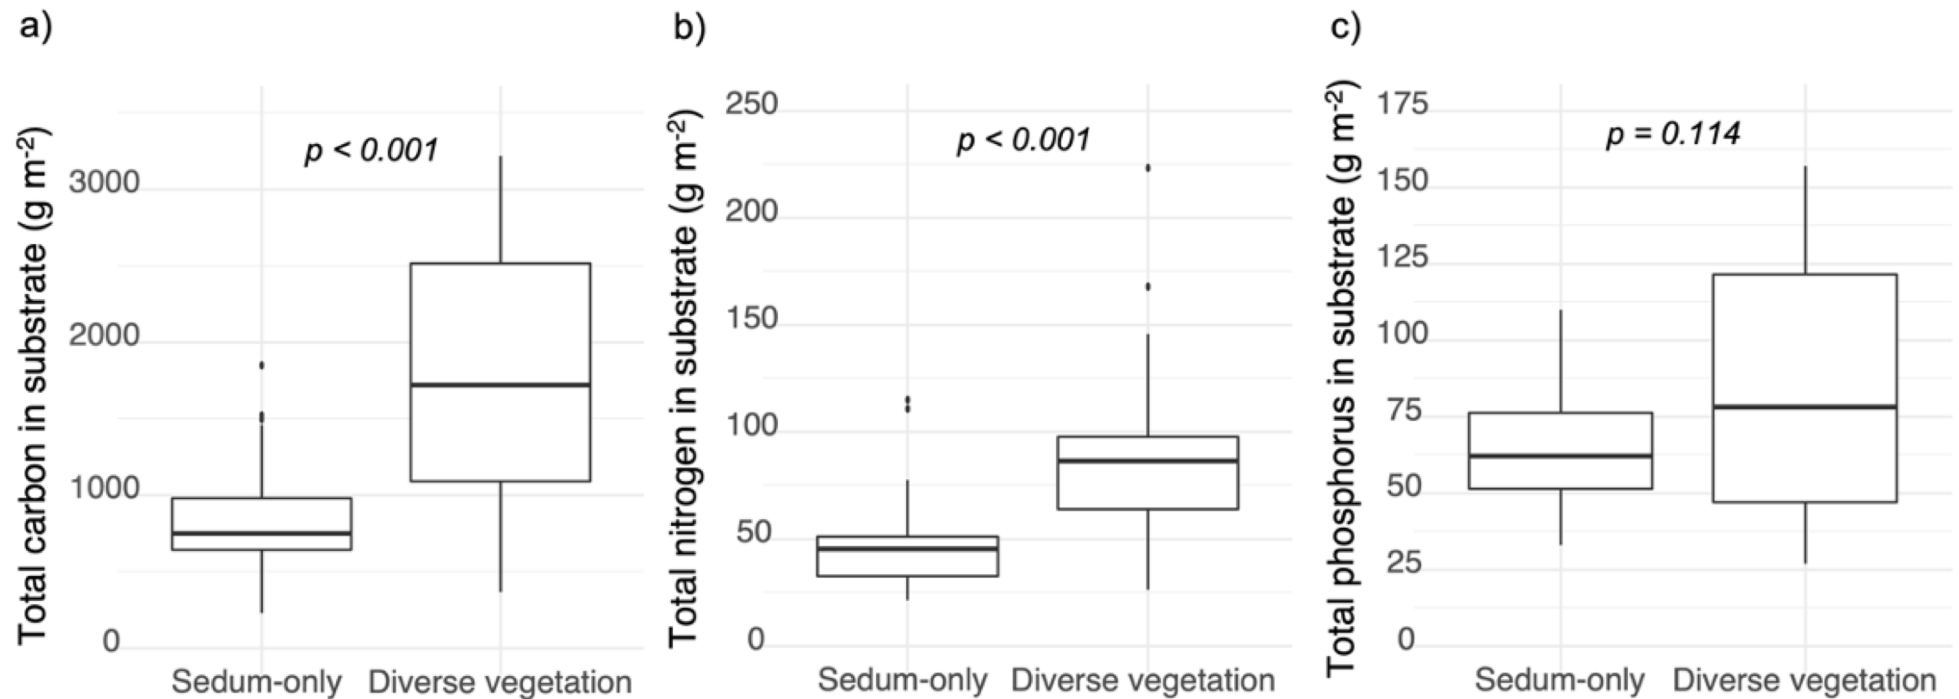 a)
Total carbon in substrate (g m⁻²)
3000
2000
1000
0
p < 0.001
Sedum-only
Diverse vegetation
b)
Total nitrogen in substrate (g m⁻²)
250
200
150
100
50
0
p < 0.001
Sedum-only
Diverse vegetation
c)
Total phosphorus in substrate (g m⁻²)
175
150
125
100
75
50
25
0
p = 0.114
Sedum-only
Diverse vegetation